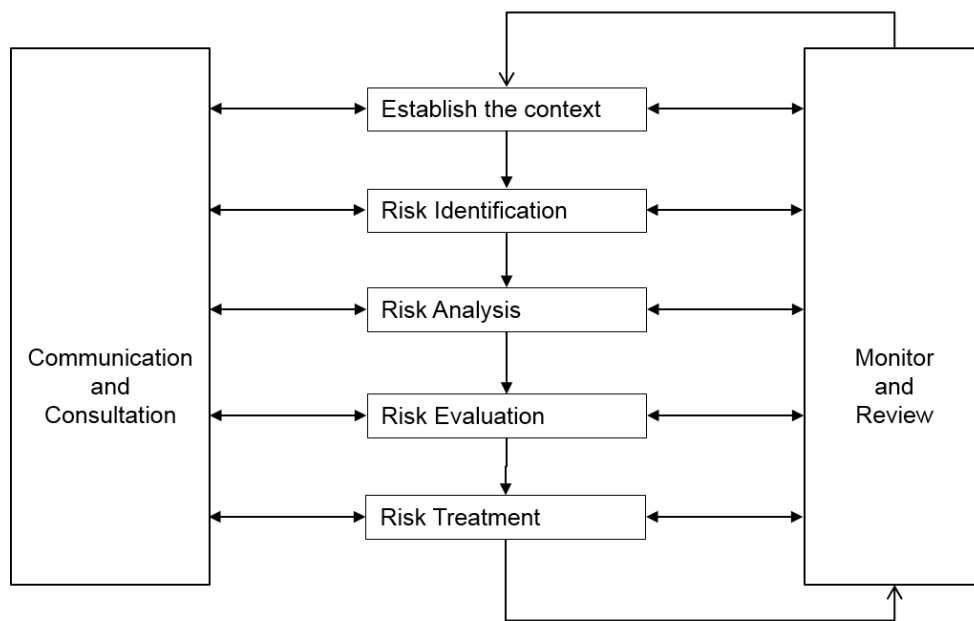 Establish the context
Risk Identification
Risk Analysis
Risk Evaluation
Risk Treatment
Communication
and
Consultation
Monitor
and
Review